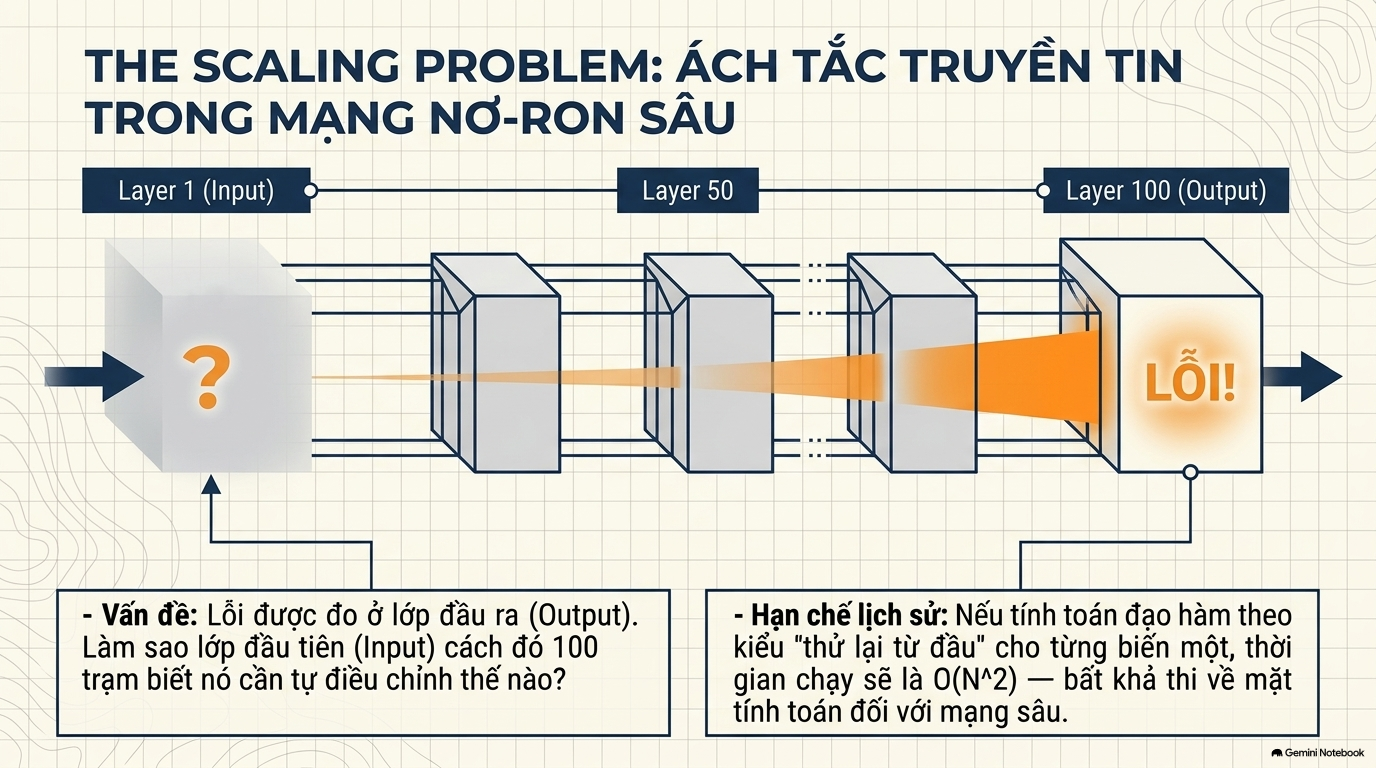 THE SCALING PROBLEM: ÁCH TẮC TRUYỀN TIN
TRONG MẠNG NƠ-RON SÂU
Layer 1 (Input)
Layer 50
Layer 100 (Output)
?
LỖI!
- Vấn đề: Lỗi được đo ở lớp đầu ra (Output).
Làm sao lớp đầu tiên (Input) cách đó 100
trạm biết nó cần tự điều chỉnh thế nào?
- Hạn chế lịch sử: Nếu tính toán đạo hàm theo
kiểu "thử lại từ đầu" cho từng biến một, thời
gian chạy sẽ là O(N^2) — bất khả thi về mặt
tính toán đối với mạng sâu.
Gemini Notebook